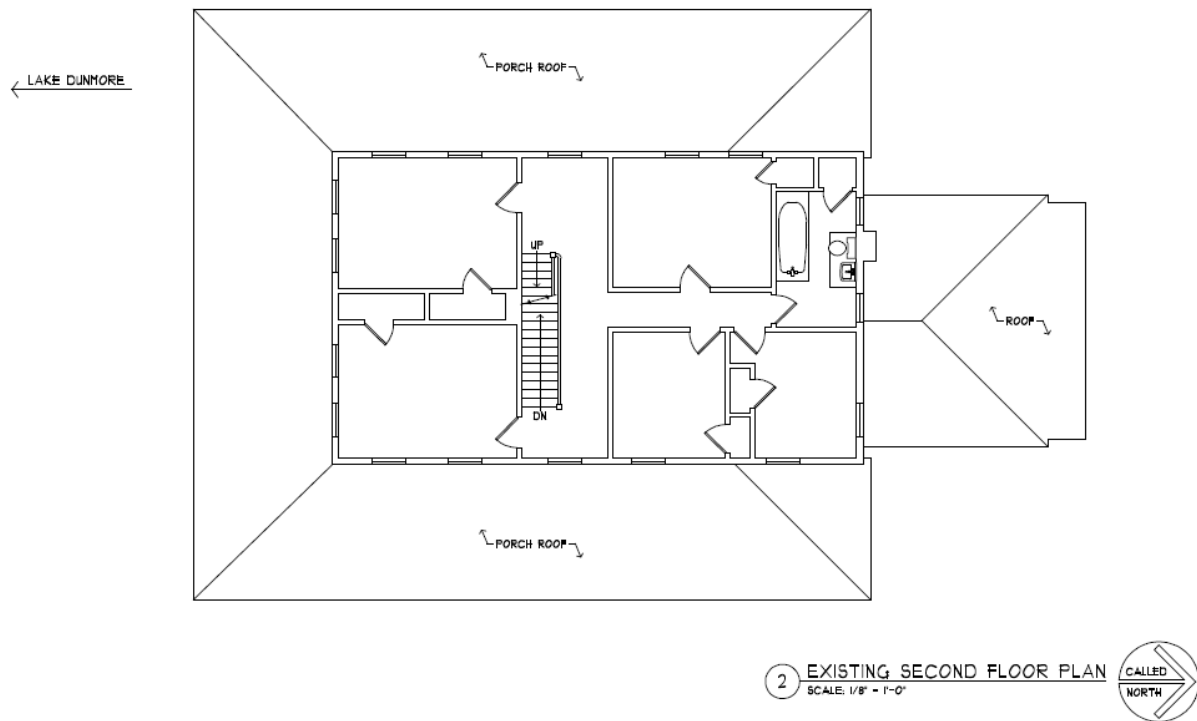 LAKE DUNMORE
PORCH ROOF
UP
ROOF
DN
PORCH ROOF
2 EXISTING SECOND FLOOR PLAN
SCALE: 1/8" = 1'-0"
CALLED
NORTH